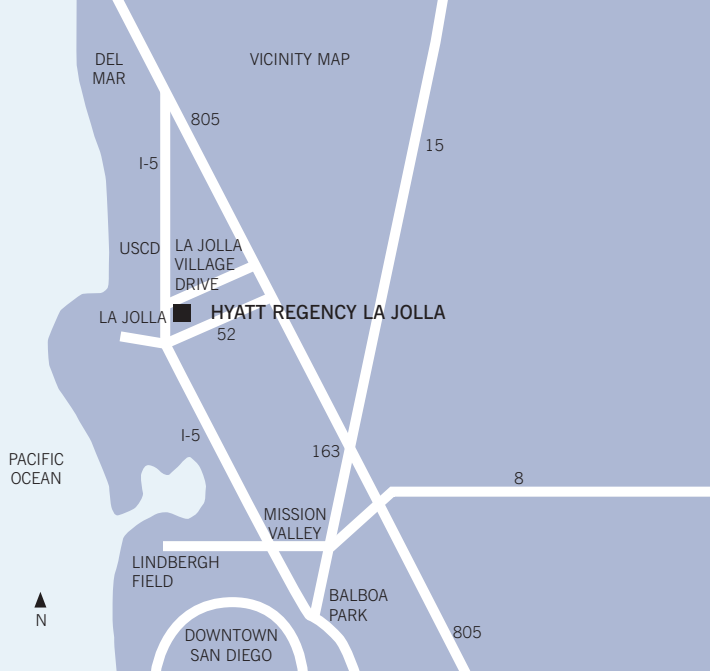 DEL
MAR
VICINITY MAP
805
15
I-5
USCD
LA JOLLA
VILLAGE
DRIVE
LA JOLLA
HYATT REGENCY LA JOLLA
52
I-5
163
PACIFIC
OCEAN
8
MISSION
VALLEY
LINDBERGH
FIELD
BALBOA
PARK
N
DOWNTOWN
SAN DIEGO
805